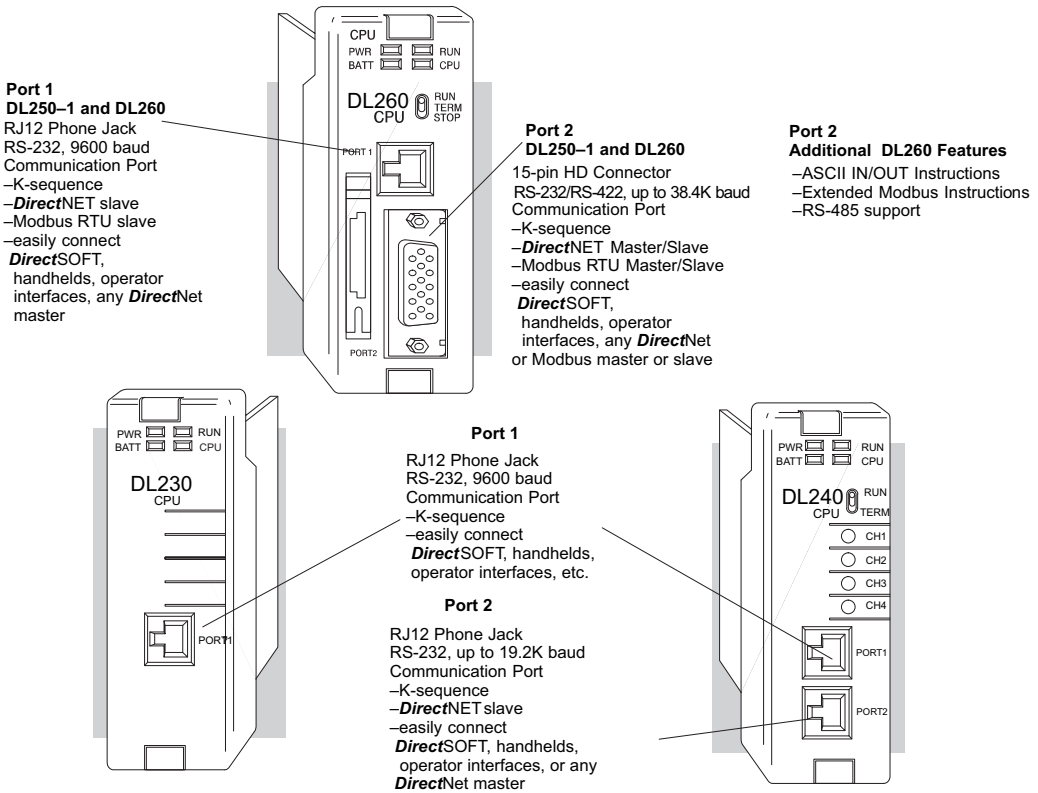 Port 1
DL250–1 and DL260
RJ12 Phone Jack
RS-232, 9600 baud
Communication Port
–K-sequence
–DirectNET slave
–Modbus RTU slave
–easily connect
DirectSOFT,
handhelds, operator
interfaces, any DirectNet
master
CPU
PWR RUN
BATT CPU
DL260
CPU
RUN
TERM
STOP
PORT 1
PORT2
Port 2
DL250–1 and DL260
15-pin HD Connector
RS-232/RS-422, up to 38.4K baud
Communication Port
–K-sequence
–DirectNET Master/Slave
–Modbus RTU Master/Slave
–easily connect
DirectSOFT,
handhelds, operator
interfaces, any DirectNet
or Modbus master or slave
Port 2
Additional DL260 Features
–ASCII IN/OUT Instructions
–Extended Modbus Instructions
–RS-485 support
PWR RUN
BATT CPU
DL230
CPU
PORT1
Port 1
RJ12 Phone Jack
RS-232, 9600 baud
Communication Port
–K-sequence
–easily connect
DirectSOFT, handhelds,
operator interfaces, etc.
Port 2
RJ12 Phone Jack
RS-232, up to 19.2K baud
Communication Port
–K-sequence
–DirectNET slave
–easily connect
DirectSOFT, handhelds,
operator interfaces, or any
DirectNet master
PWR RUN
BATT CPU
DL240
CPU
RUN
TERM
CH1
CH2
CH3
CH4
PORT1
PORT2